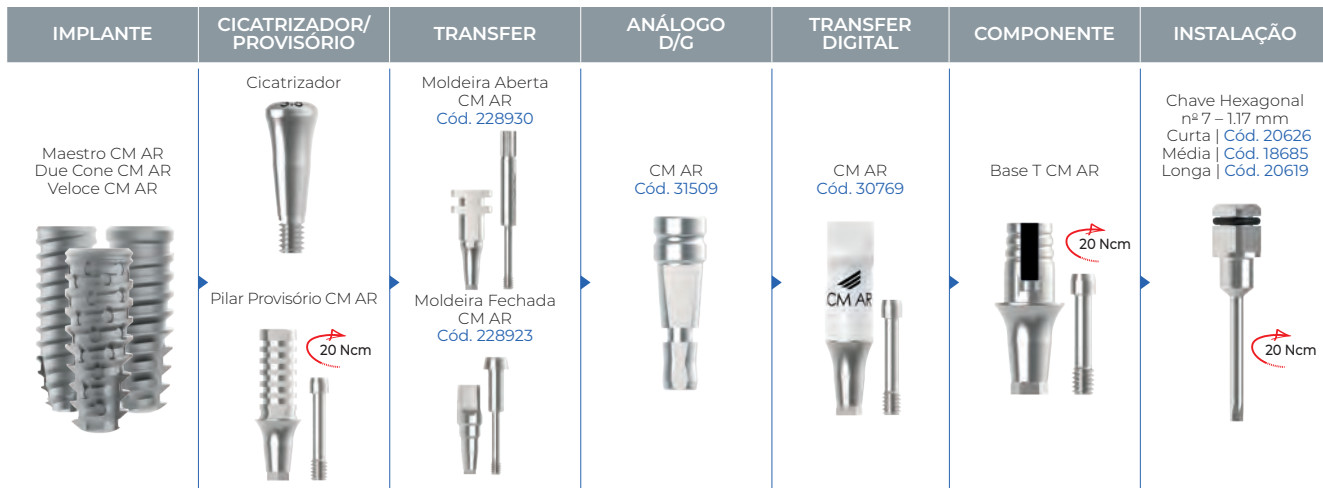 IMPLANTE
CICATRIZADOR/
PROVISÓRIO
TRANSFER
ANÁLOGO
D/G
TRANSFER
DIGITAL
COMPONENTE
INSTALAÇÃO
Maestro CM AR
Due Cone CM AR
Veloce CM AR
Cicatrizador
Pilar Provisório CM AR
20 Ncm
Moldeira Aberta
CM AR
Cód. 228930
Moldeira Fechada
CM AR
Cód. 228923
CM AR
Cód. 31509
CM AR
Cód. 30769
CM AR
Base T CM AR
20 Ncm
Chave Hexagonal
nº 7 – 1.17 mm
Curta | Cód. 20626
Média | Cód. 18685
Longa | Cód. 20619
20 Ncm